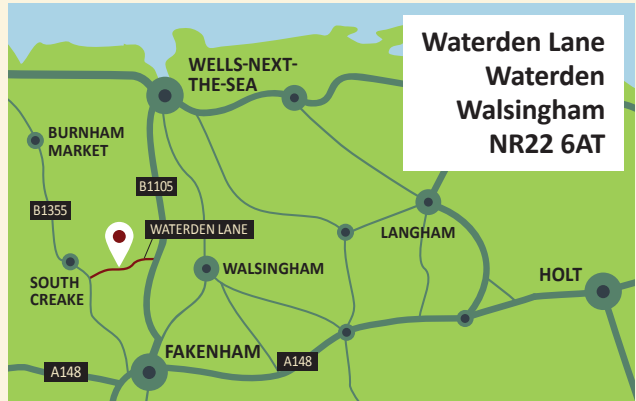 Waterden Lane
Waterden
Walsingham
NR22 6AT
WELLS-NEXT-
THE-SEA
BURNHAM
MARKET
B1105
B1355
WATERDEN LANE
LANGHAM
SOUTH
CREAKE
WALSINGHAM
HOLT
FAKENHAM
A148
A148